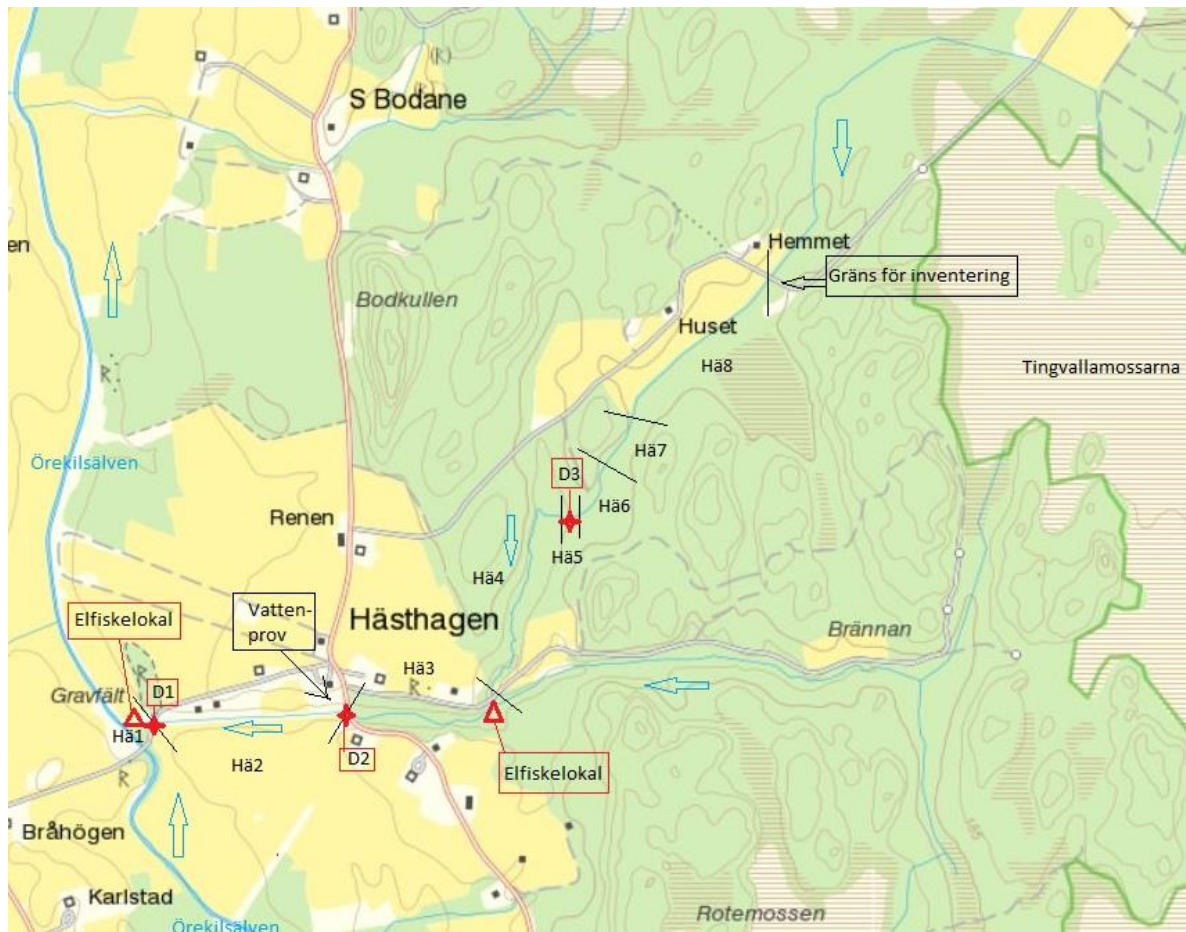 (R)
(R
S Bodane
en
Hemmet
Gräns för inventering
Bodkullen
Huset
Hä8
Tingvallamossarna
R
Örekilsälven
Hä7
D3
Hä6
Renen
Hä5
Hä4
Vatten-
prov
Elfiskelokal
Hästhagen
Brännan
Hä3
R
R
Gravfält
D1
Hä1
Hä2
D2
Elfiskelokal
R
Bråhögen
Karlstad
Rotemossen
Örekilsälven